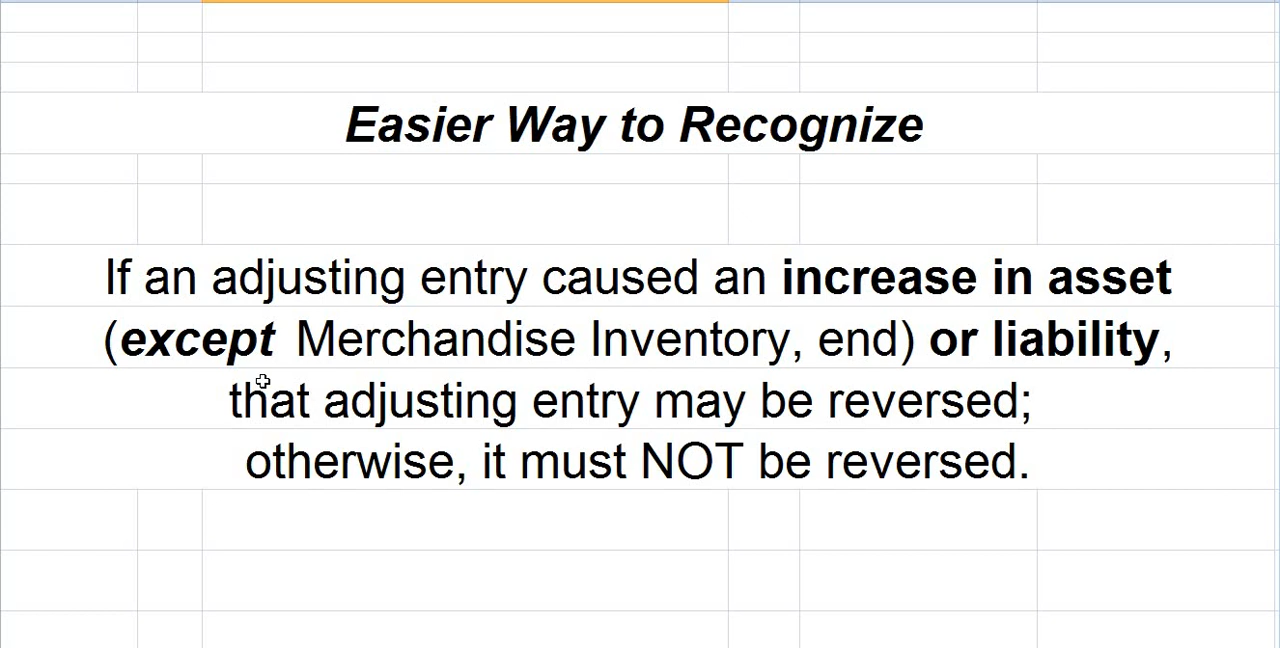 Easier Way to Recognize
If an adjusting entry caused an increase in asset
(except Merchandise Inventory, end) or liability,
that adjusting entry may be reversed;
otherwise, it must NOT be reversed.